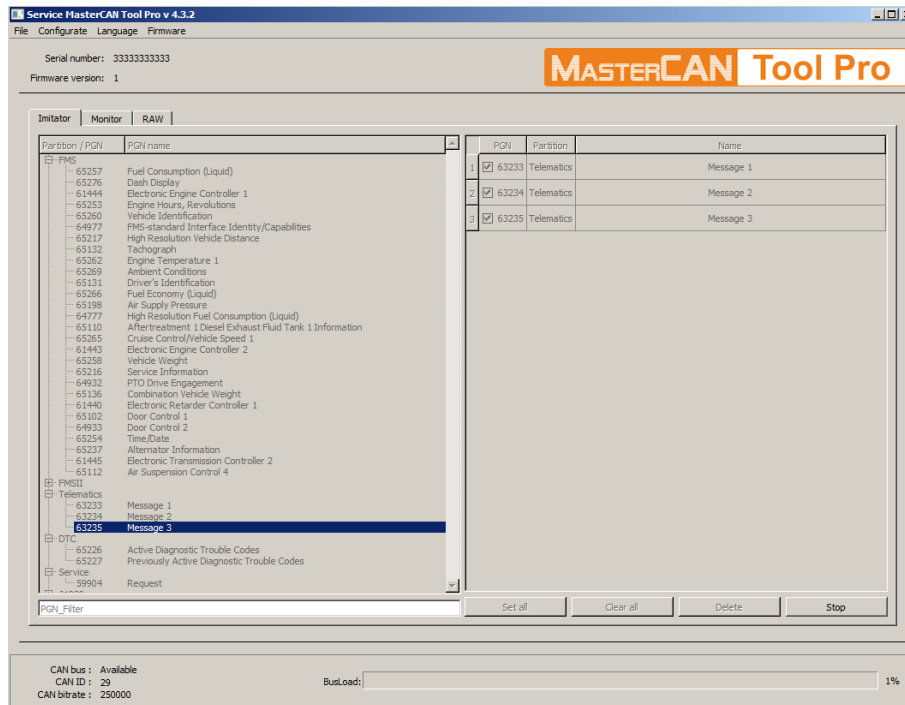 Service MasterCAN Tool Pro v 4.3.2
File Configurate Language Firmware
Serial number: 33333333333
Firmware version: 1
MASTERCAN Tool Pro
Imitator Monitor RAW
Partition / PGN PGN name
FMS
65257 Fuel Consumption (Liquid)
65276 Dash Display
61444 Electronic Engine Controller 1
65253 Engine Hours, Revolutions
65260 Vehicle Identification
64977 FMS-standard Interface Identity/Capabilities
65217 High Resolution Vehicle Distance
65132 Tachograph
65262 Engine Temperature 1
65269 Ambient Conditions
65131 Driver's Identification
65266 Fuel Economy (Liquid)
65198 Air Supply Pressure
64777 High Resolution Fuel Consumption (Liquid)
65110 Aftertreatment 1 Diesel Exhaust Fluid Tank 1 Information
65265 Cruise Control/Vehicle Speed 1
61443 Electronic Engine Controller 2
65258 Vehicle Weight
65216 Service Information
64932 PTO Drive Engagement
65136 Combination Vehicle Weight
61440 Electronic Retarder Controller 1
65102 Door Control 1
64933 Door Control 2
65254 Time/Date
65237 Alternator Information
61445 Electronic Transmission Controller 2
65112 Air Suspension Control 4
FMSII
Telematics
63233 Message 1
63234 Message 2
63235 Message 3
DTC
65226 Active Diagnostic Trouble Codes
65227 Previously Active Diagnostic Trouble Codes
Service
59904 Request
PGN_Filter
PGN Partition Name
1 63233 Telematics Message 1
2 63234 Telematics Message 2
3 63235 Telematics Message 3
Set all Clear all Delete Stop
CAN bus : Available
CAN ID : 29
CAN bitrate : 250000
BusLoad: 1%